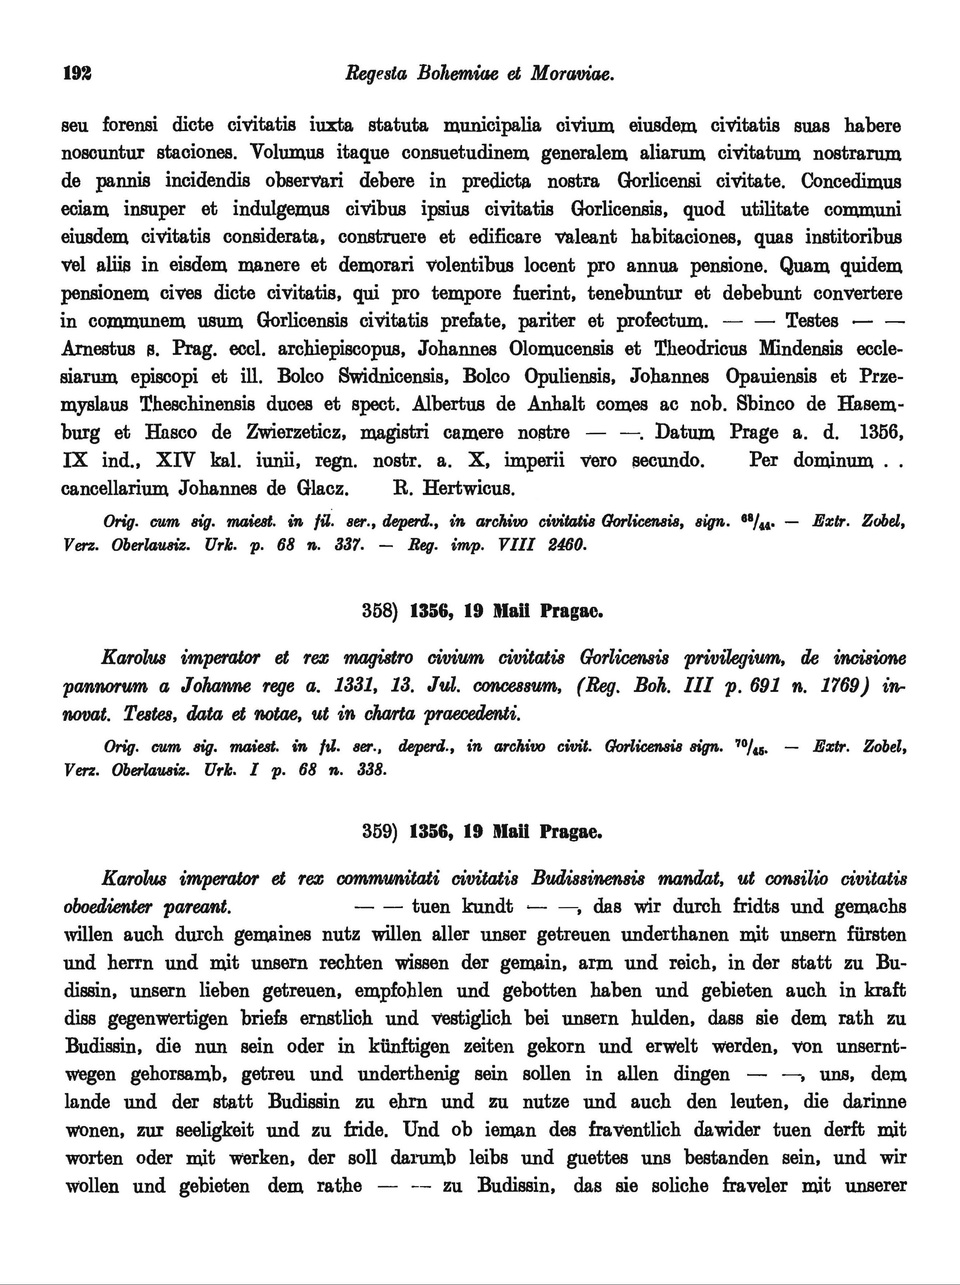 192 Regesta Bohemiae et Moraviae.
seu forensi dicte civitatis iuxta statuta municipalia civium eiusdem civitatis suas habere
noscuntur staciones. Volumus itaque consuetudinem generalem aliarum civitatum nostrarum
de pannis incidendis observari debere in predicta nostra Gorlicensi civitate. Concedimus
eciam insuper et indulgemus civibus ipsius civitatis Gorlicensis, quod utilitate communi
eiusdem civitatis considerata, construere et edificare valeant habitaciones, quas institoribus
vel aliis in eisdem manere et demorari volentibus locent pro annua pensione. Quam quidem
pensionem cives dicte civitatis, qui pro tempore fuerint, tenebuntur et debebunt convertere
in communem usum Gorlicensis civitatis prefate, pariter et profectum. — — Testes — —
Arnestus s. Prag. eccl. archiepiscopus, Johannes Olomucensis et Theodricus Mindensis eccle-
siarum episcopi et ill. Bolco Swidnicensis, Bolco Opuliensis, Johannes Opauiensis et Prze-
myslaus Theschinensis duces et spect. Albertus de Anhalt comes ac nob. Sbinco de Hasem-
burg et Hasco de Zwierzeticz, magistri camere nostre — —. Datum Prage a. d. 1356,
IX ind., XIV kal. iunii, regn. nostr. a. X, imperii vero secundo. Per dominum . .
cancellarium Johannes de Glacz. R. Hertwicus.
Orig. cum sig. maiest. in fil. ser., deperd., in archivo civitatis Gorlicensis, sign. 68/44. — Extr. Zobel,
Verz. Oberlausiz. Urk. p. 68 n. 337. — Reg. imp. VIII 2460.
358) 1356, 19 Maii Pragae.
Karolus imperator et rex magistro civium civitatis Gorlicensis privilegium, de incisione
pannorum a Johanne rege a. 1331, 13. Jul. concessum, (Reg. Boh. III p. 691 n. 1769) in-
novat. Testes, data et notae, ut in charta praecedenti.
Orig. cum sig. maiest. in fil. ser., deperd., in archivo civit. Gorlicensis sign. 70/45. — Extr. Zobel,
Verz. Oberlausiz. Urk. I p. 68 n. 338.
359) 1356, 19 Maii Pragae.
Karolus imperator et rex communitati civitatis Budissinensis mandat, ut consilio civitatis
oboedienter pareant. — — tuen kundt — —, das wir durch fridts und gemachs
willen auch durch gemaines nutz willen aller unser getreuen underthanen mit unsern fürsten
und herrn und mit unsern rechten wissen der gemain, arm und reich, in der statt zu Bu-
dissin, unsern lieben getreuen, empfohlen und gebotten haben und gebieten auch in kraft
diss gegenwertigen briefs ernstlich und vestiglich bei unsern hulden, dass sie dem rath zu
Budissin, die nun sein oder in künftigen zeiten gekorn und erwelt werden, von unsernt-
wegen gehorsamb, getreu und underthenig sein sollen in allen dingen — —, uns, dem
lande und der statt Budissin zu ehrn und zu nutze und auch den leuten, die darinne
wonen, zur seeligkeit und zu fride. Und ob ieman des fraventlich dawider tuen derft mit
worten oder mit werken, der soll darumb leibs und guettes uns bestanden sein, und wir
wollen und gebieten dem rathe — — zu Budissin, das sie soliche fraveler mit unserer